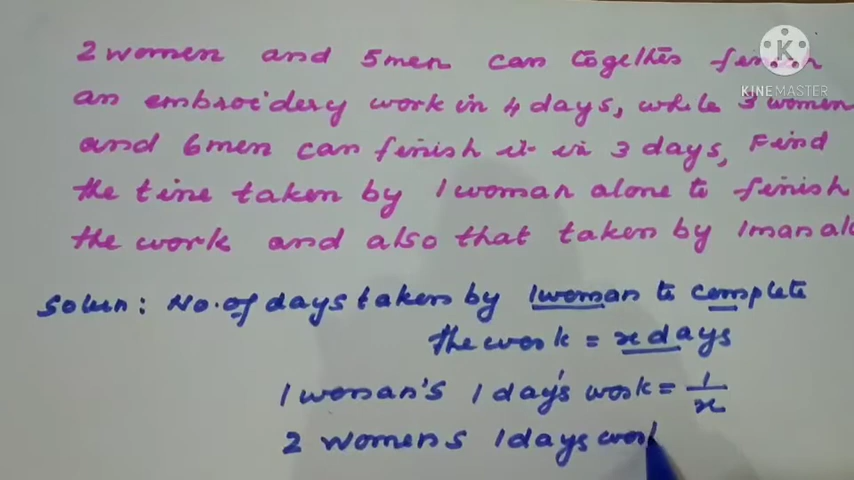 2 women and 5 men can together finish
an embroidery work in 4 days, while 3 women
and 6 men can finish it in 3 days, Find
the time taken by 1 woman alone to finish
the work and also that taken by 1 man
Solun : No. of days taken by 1 woman to complete
the work = x days
1 woman's 1 day's work = 1/x
2 womens 1 days work
K
KINEMASTER